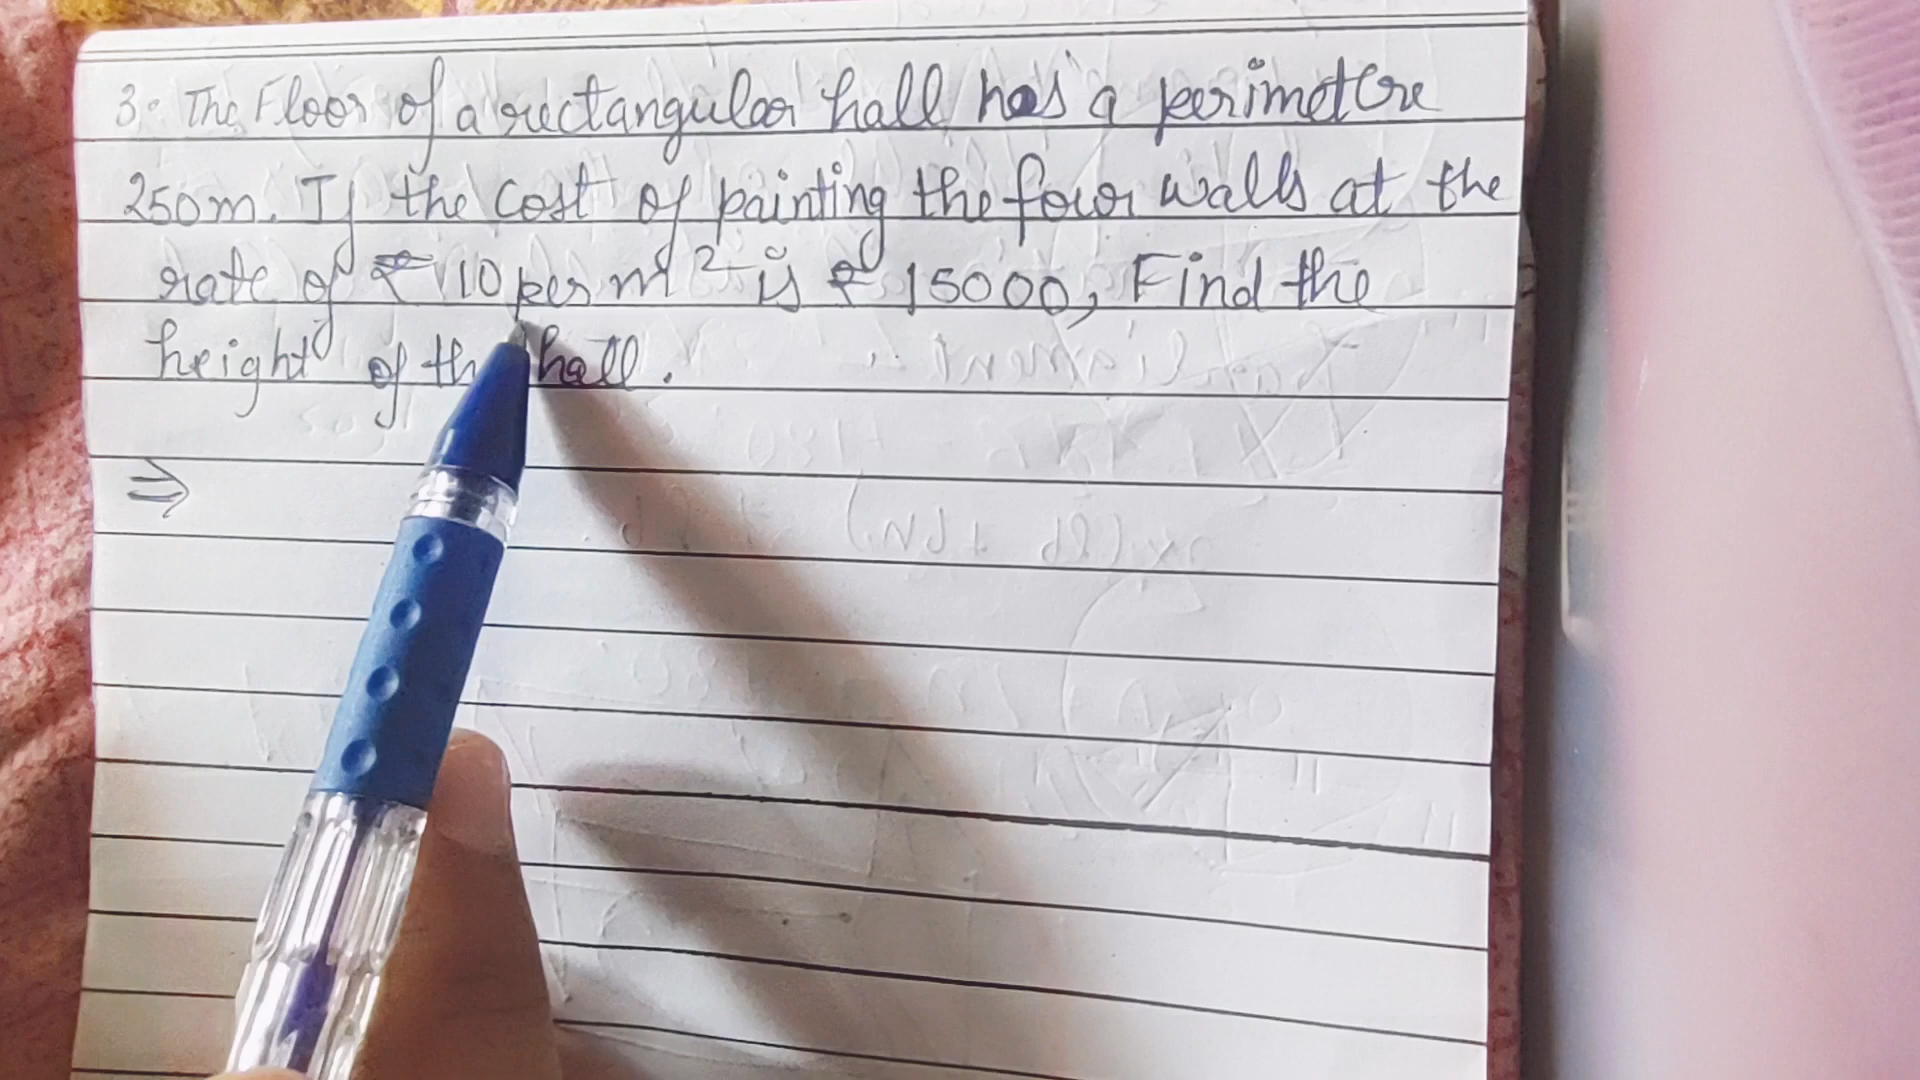 3. The Floor of a rectangular hall has a perimetere
250m. If the cost of painting the four walls at the
rate of ₹ 10 per m² is ₹ 15000, Find the
height of the hall.
⇒